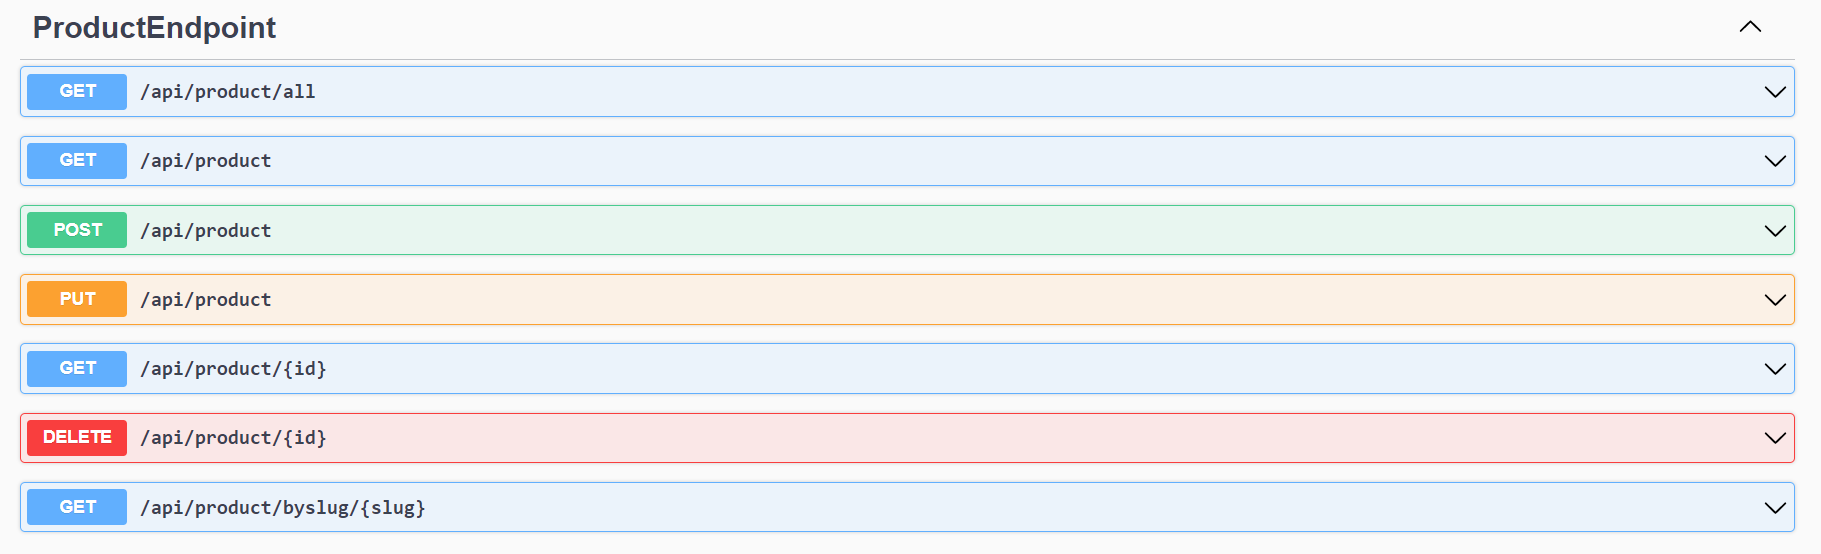 ProductEndpoint
GET /api/product/all
GET /api/product
POST /api/product
PUT /api/product
GET /api/product/{id}
DELETE /api/product/{id}
GET /api/product/byslug/{slug}